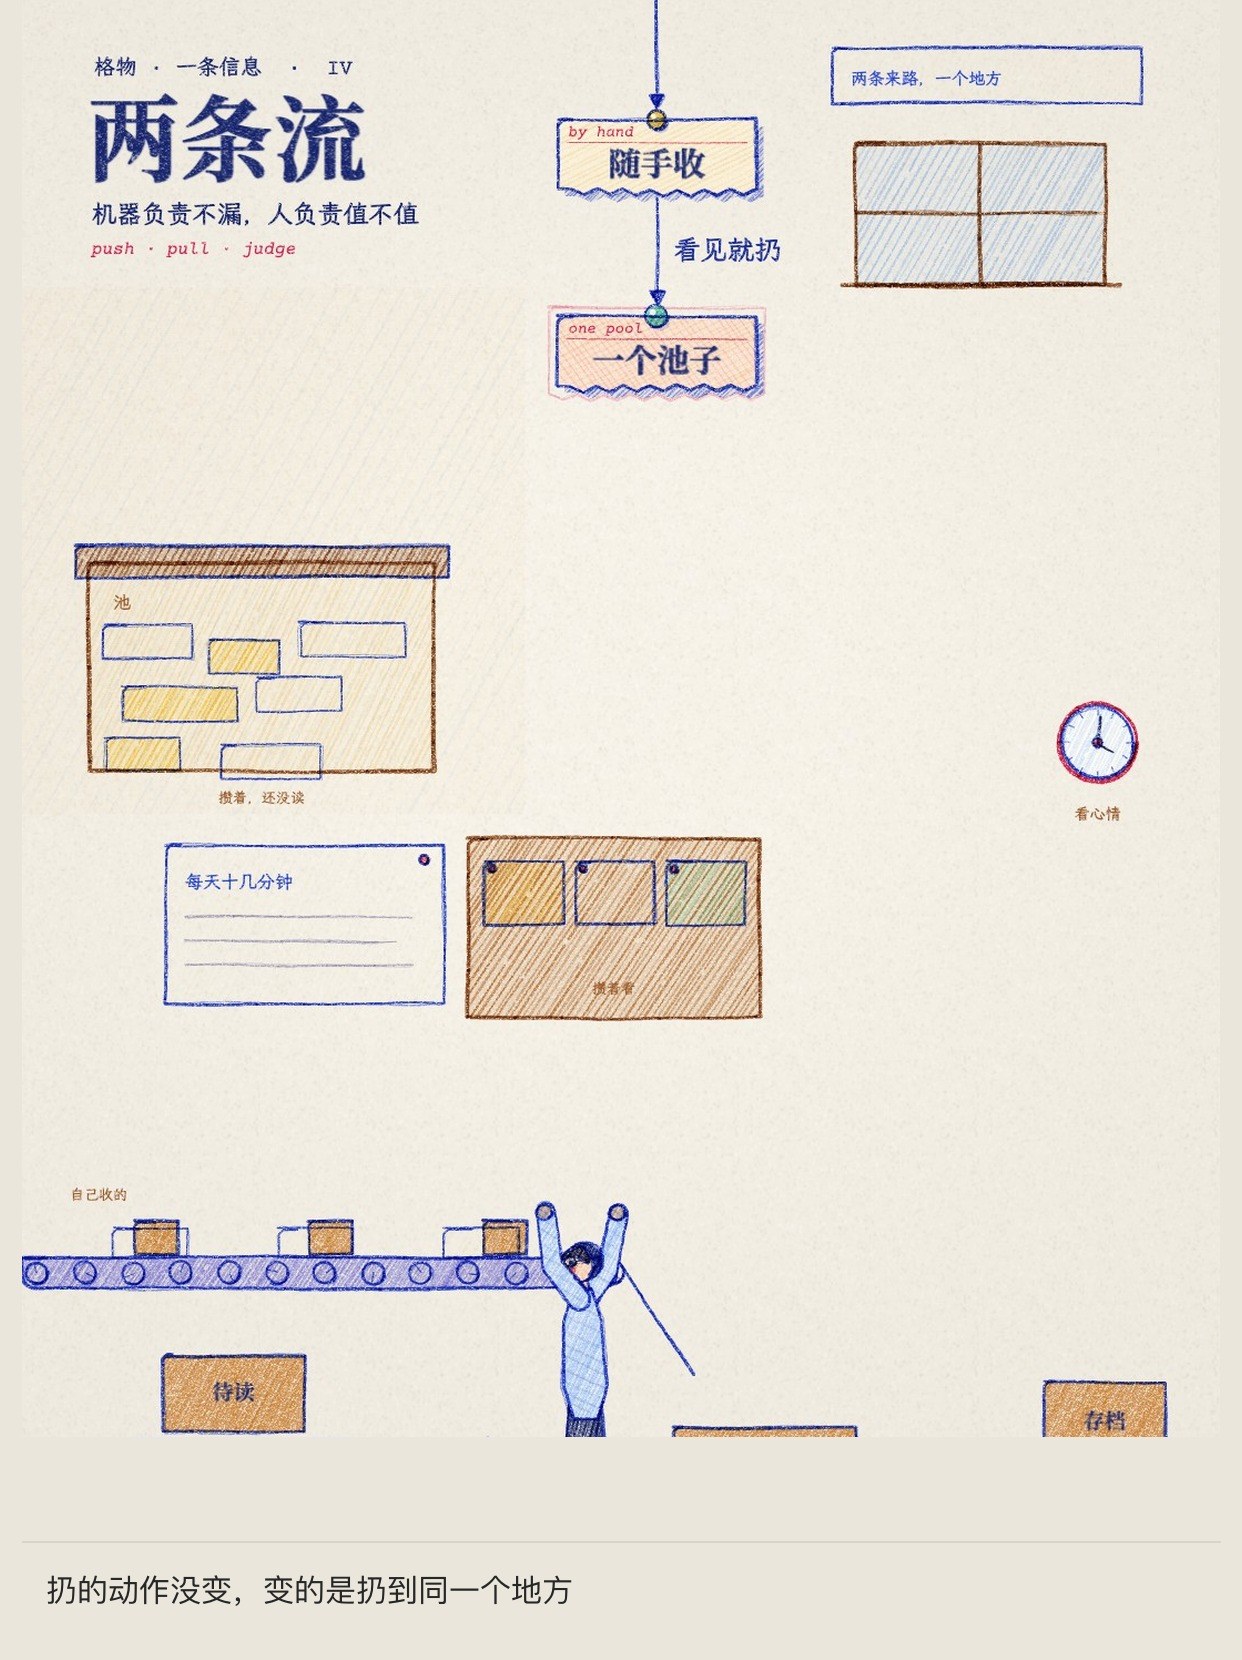 格物 · 一条信息 · IV
两条流
机器负责不漏，人负责值不值
push · pull · judge
by hand
随手收
看见就扔
one pool
一个池子
两条来路，一个地方
池
攒着，还没读
看心情
每天十几分钟
攒着看
自己收的
待读
存档
扔的动作没变，变的是扔到同一个地方